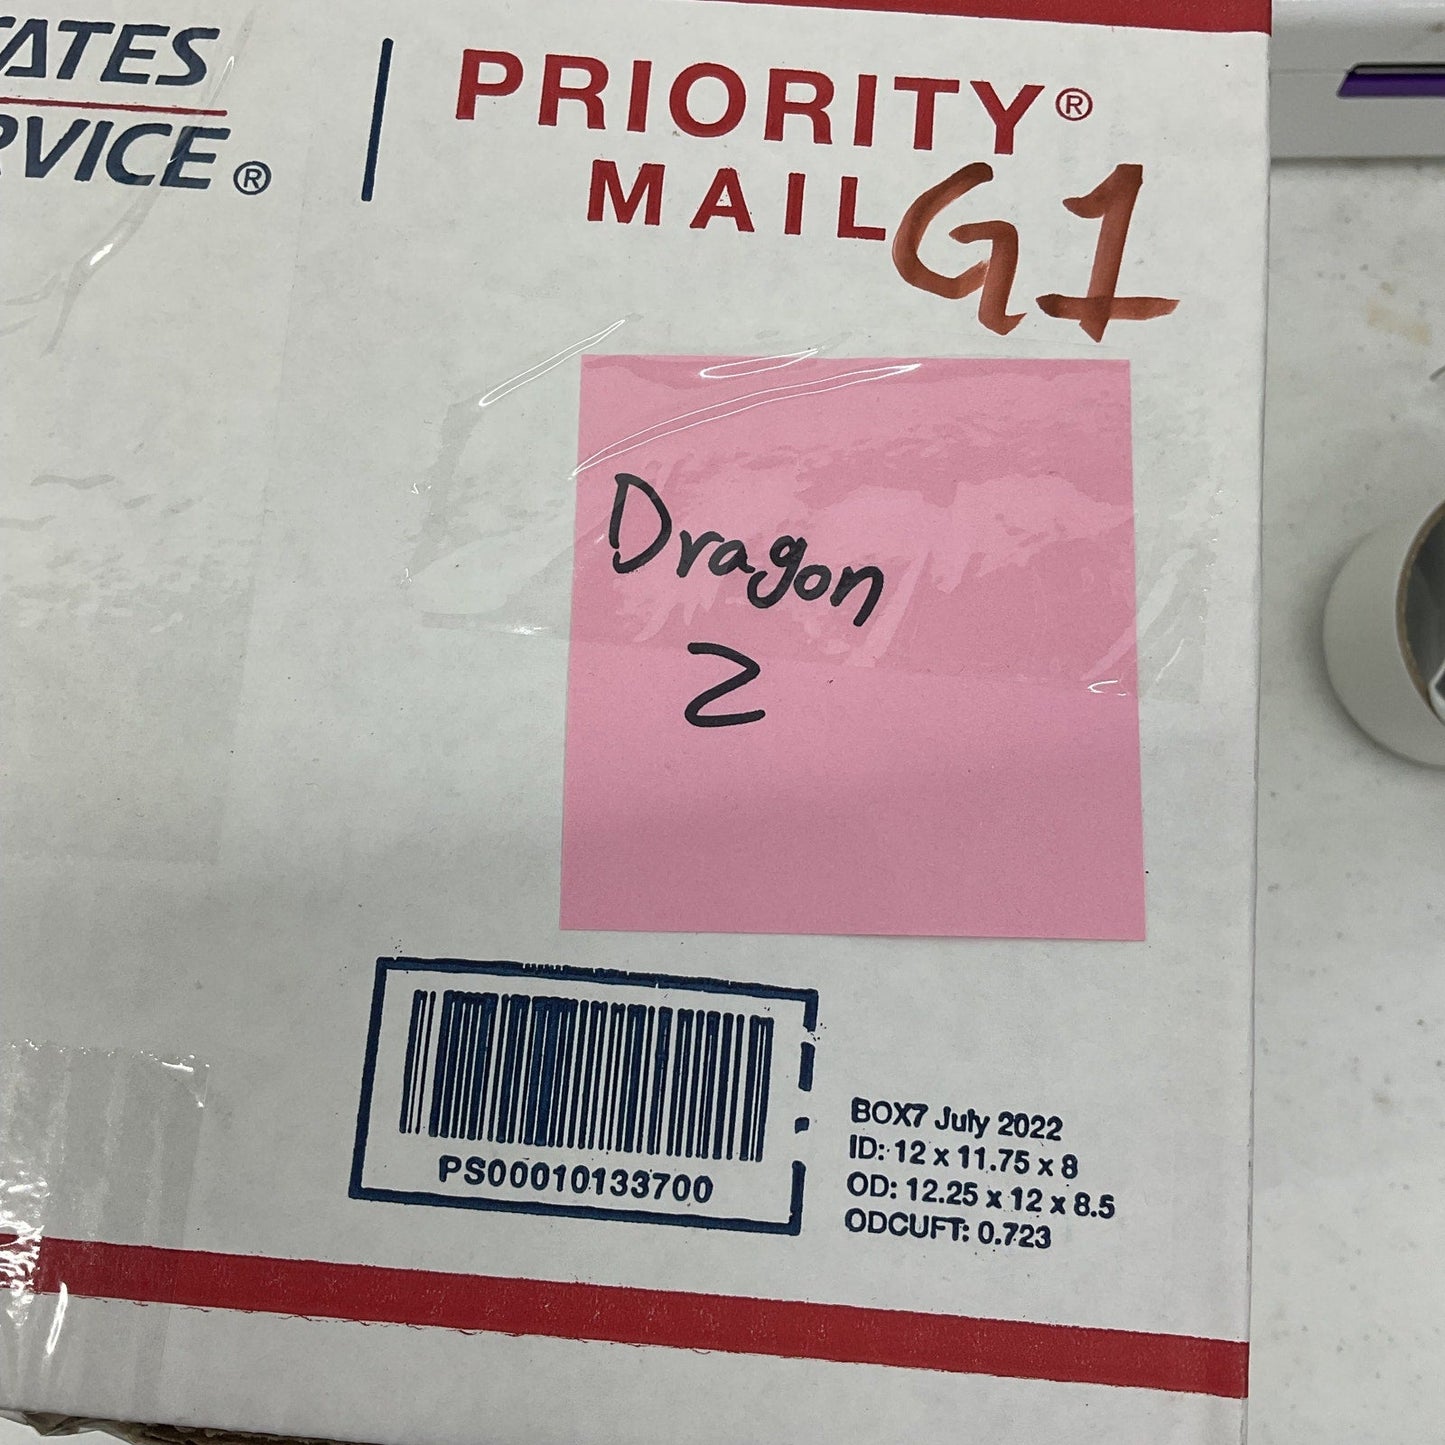 TATES
RVICE®
PRIORITY®
MAIL
G1
Dragon
2
PS00010133700
BOX7 July 2022
ID: 12 x 11.75 x 8
OD: 12.25 x 12 x 8.5
ODCUFT: 0.723